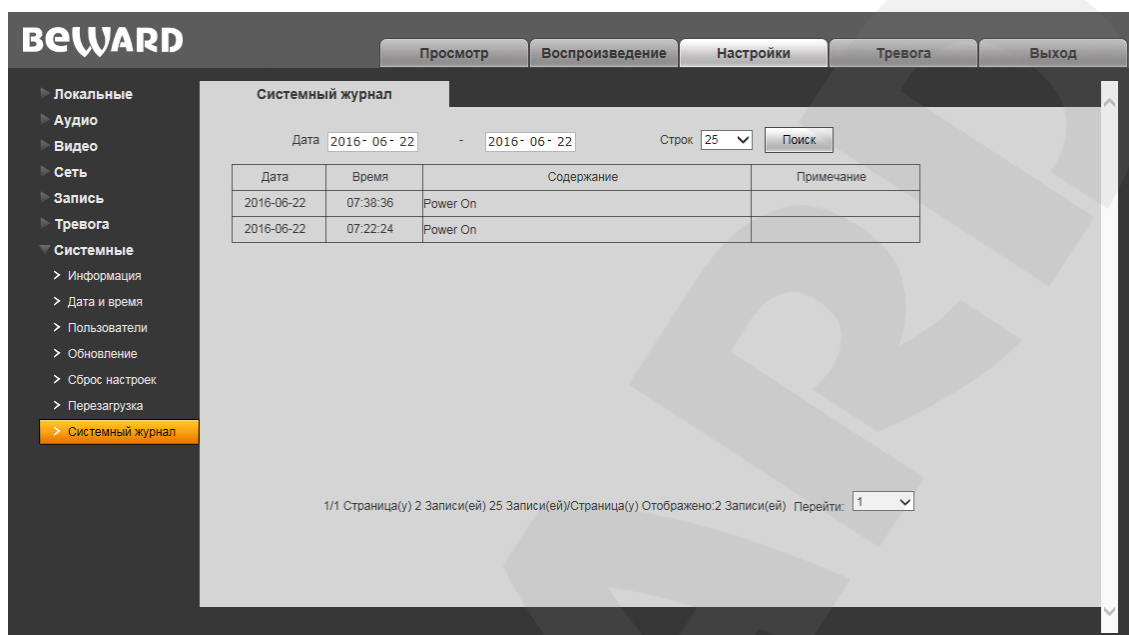 BEWARD
Просмотр Воспроизведение Настройки Тревога Выход
Локальные
Аудио
Видео
Сеть
Запись
Тревога
Системные
Информация
Дата и время
Пользователи
Обновление
Сброс настроек
Перезагрузка
Системный журнал
Системный журнал
Дата 2016-06-22 - 2016-06-22 Строк 25 Поиск
Дата Время Содержание Примечание
2016-06-22 07:38:36 Power On
2016-06-22 07:22:24 Power On
1/1 Страница(у) 2 Записи(ей) 25 Записи(ей)/Страница(у) Отображено:2 Записи(ей) Перейти: 1